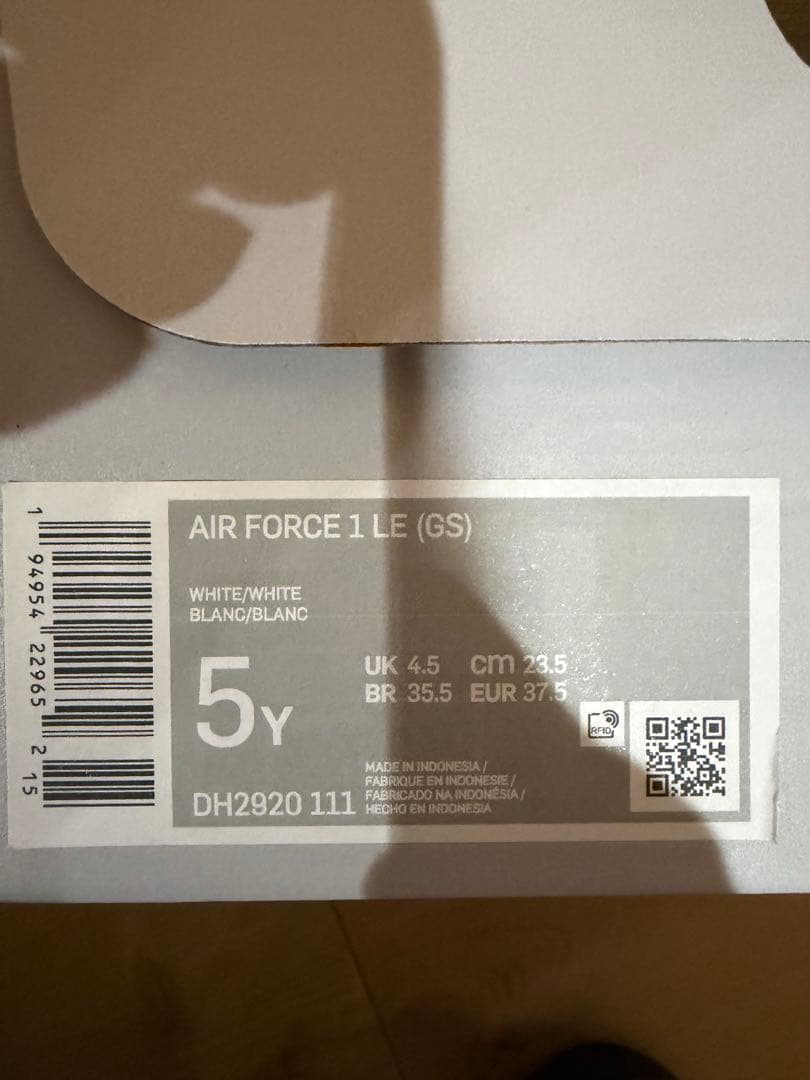 AIR FORCE 1 LE (GS)
WHITE/WHITE
BLANC/BLANC
5Y
UK 4.5 cm 23.5
BR 35.5 EUR 37.5
RFID
MADE IN INDONESIA /
FABRIQUE EN INDONESIE /
FABRICADO NA INDONÉSIA /
HECHO EN INDONESIA
DH2920 111
1 94954 22965 2 15